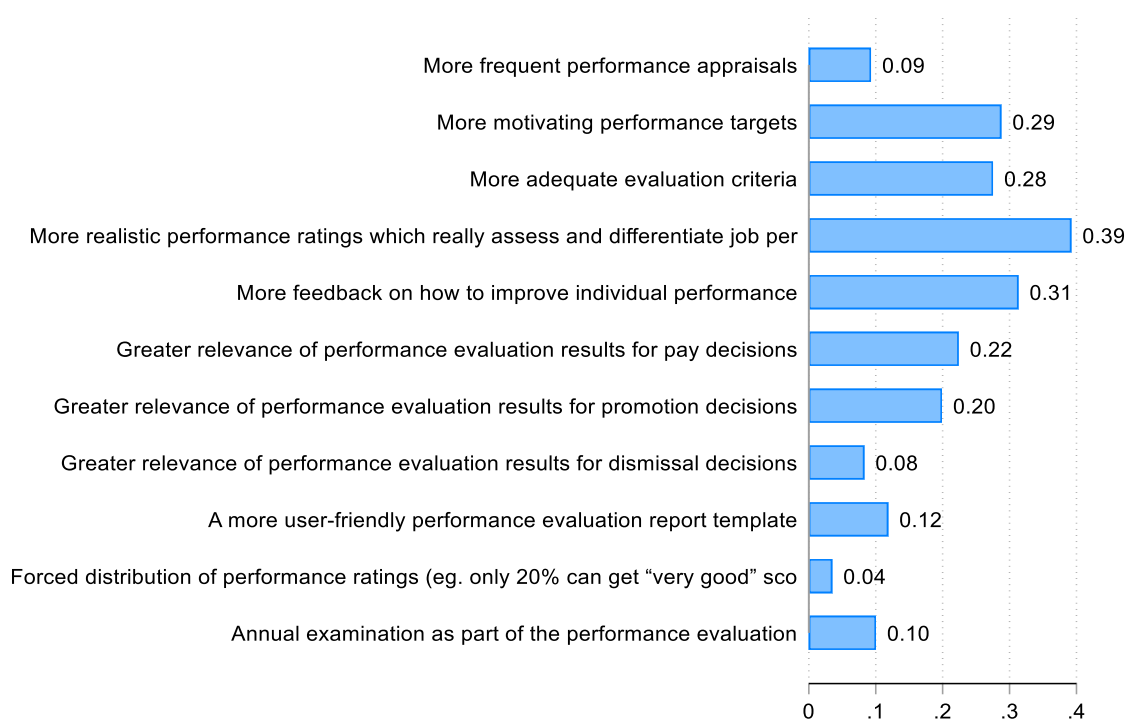 More frequent performance appraisals 0.09
More motivating performance targets 0.29
More adequate evaluation criteria 0.28
More realistic performance ratings which really assess and differentiate job per 0.39
More feedback on how to improve individual performance 0.31
Greater relevance of performance evaluation results for pay decisions 0.22
Greater relevance of performance evaluation results for promotion decisions 0.20
Greater relevance of performance evaluation results for dismissal decisions 0.08
A more user-friendly performance evaluation report template 0.12
Forced distribution of performance ratings (eg. only 20% can get “very good” sco 0.04
Annual examination as part of the performance evaluation 0.10
0 .1 .2 .3 .4